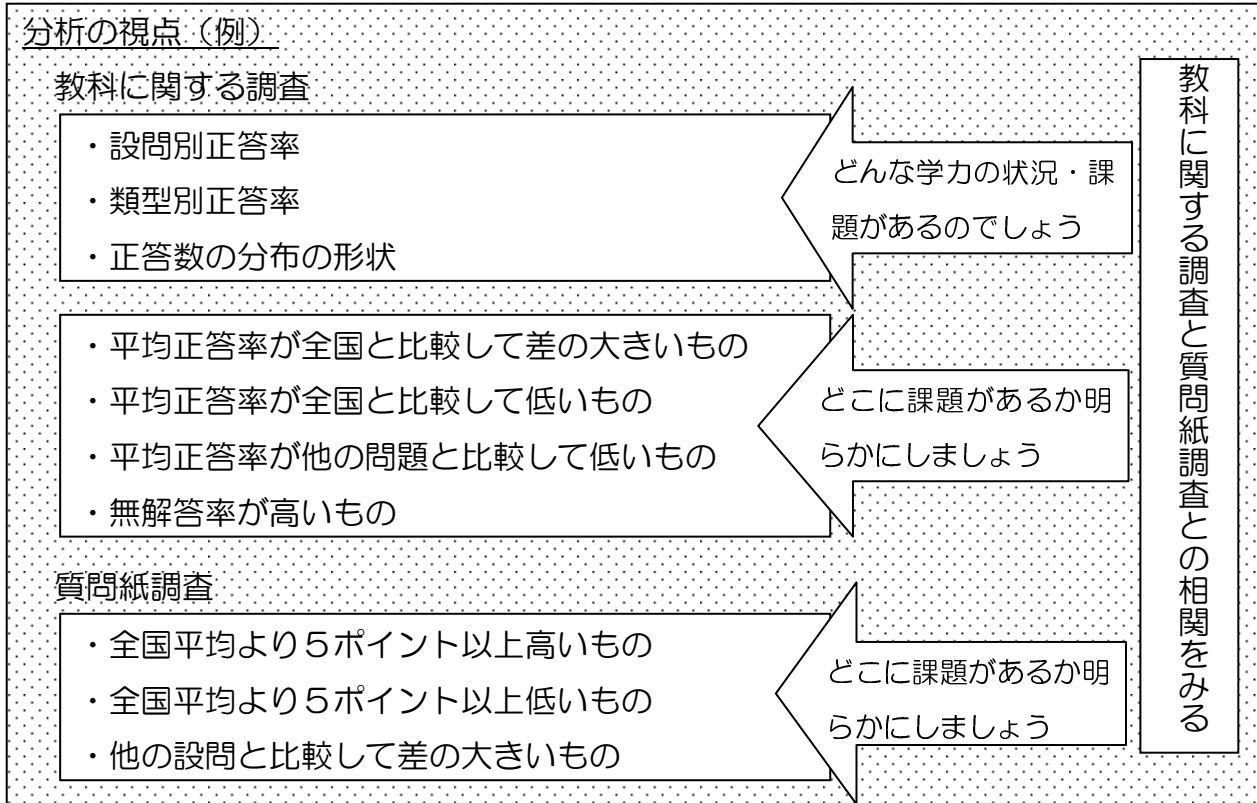 分析の視点（例）
教科に関する調査
・設問別正答率
・類型別正答率
・正答数の分布の形状
どんな学力の状況・課
題があるのでしょう
・平均正答率が全国と比較して差の大きいもの
・平均正答率が全国と比較して低いもの
・平均正答率が他の問題と比較して低いもの
・無解答率が高いもの
どこに課題があるか明
らかにしましょう
質問紙調査
・全国平均より５ポイント以上高いもの
・全国平均より５ポイント以上低いもの
・他の設問と比較して差の大きいもの
どこに課題があるか明
らかにしましょう
教科に関する調査と質問紙調査との相関をみる